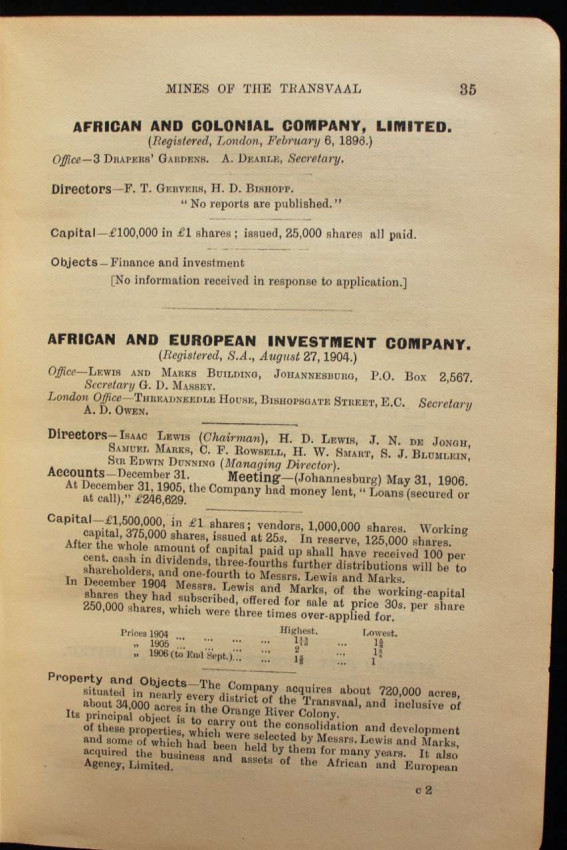 MINES OF THE TRANSVAAL 35
AFRICAN AND COLONIAL COMPANY, LIMITED.
(Registered, London, February 6, 1896.)
Office—3 DRAPERS' GARDENS. A. DEARLE, Secretary.
Directors—F. T. GERVERS, H. D. BISHOPP.
"No reports are published."
Capital—£100,000 in £1 shares; issued, 25,000 shares all paid.
Objects—Finance and investment
[No information received in response to application.]
AFRICAN AND EUROPEAN INVESTMENT COMPANY.
(Registered, S.A., August 27, 1904.)
Office—LEWIS AND MARKS BUILDING, JOHANNESBURG, P.O. Box 2,567.
Secretary G. D. MASSEY.
London Office—THREADNEEDLE HOUSE, BISHOPSGATE STREET, E.C. Secretary
A. D. OWEN.
Directors—ISAAC LEWIS (Chairman), H. D. LEWIS, J. N. DE JONGH,
SAMUEL MARKS, C. F. ROWSELL, H. W. SMART, S. J. BLUMLEIN,
SIR EDWIN DUNNING (Managing Director).
Accounts—December 31. Meeting—(Johannesburg) May 31, 1906.
At December 31, 1905, the Company had money lent, "Loans (secured or
at call)," £246,629.
Capital—£1,500,000, in £1 shares; vendors, 1,000,000 shares. Working
capital, 375,000 shares, issued at 25s. In reserve, 125,000 shares.
After the whole amount of capital paid up shall have received 100 per
cent. cash in dividends, three-fourths further distributions will be to
shareholders, and one-fourth to Messrs. Lewis and Marks.
In December 1904 Messrs. Lewis and Marks, of the working-capital
shares they had subscribed, offered for sale at price 30s. per share
250,000 shares, which were three times over-applied for.
Highest. Lowest.
Prices 1904 ... ... ... ... ...
„ 1905 ... ... ... ... 2 ...
„ 1906 (to End Sept.)... ... ... 1
Property and Objects—The Company acquires about 720,000 acres,
situated in nearly every district of the Transvaal, and inclusive of
about 34,000 acres in the Orange River Colony.
Its principal object is to carry out the consolidation and development
of these properties, which were selected by Messrs. Lewis and Marks,
and some of which had been held by them for many years. It also
acquired the business and assets of the African and European
Agency, Limited.
C 2